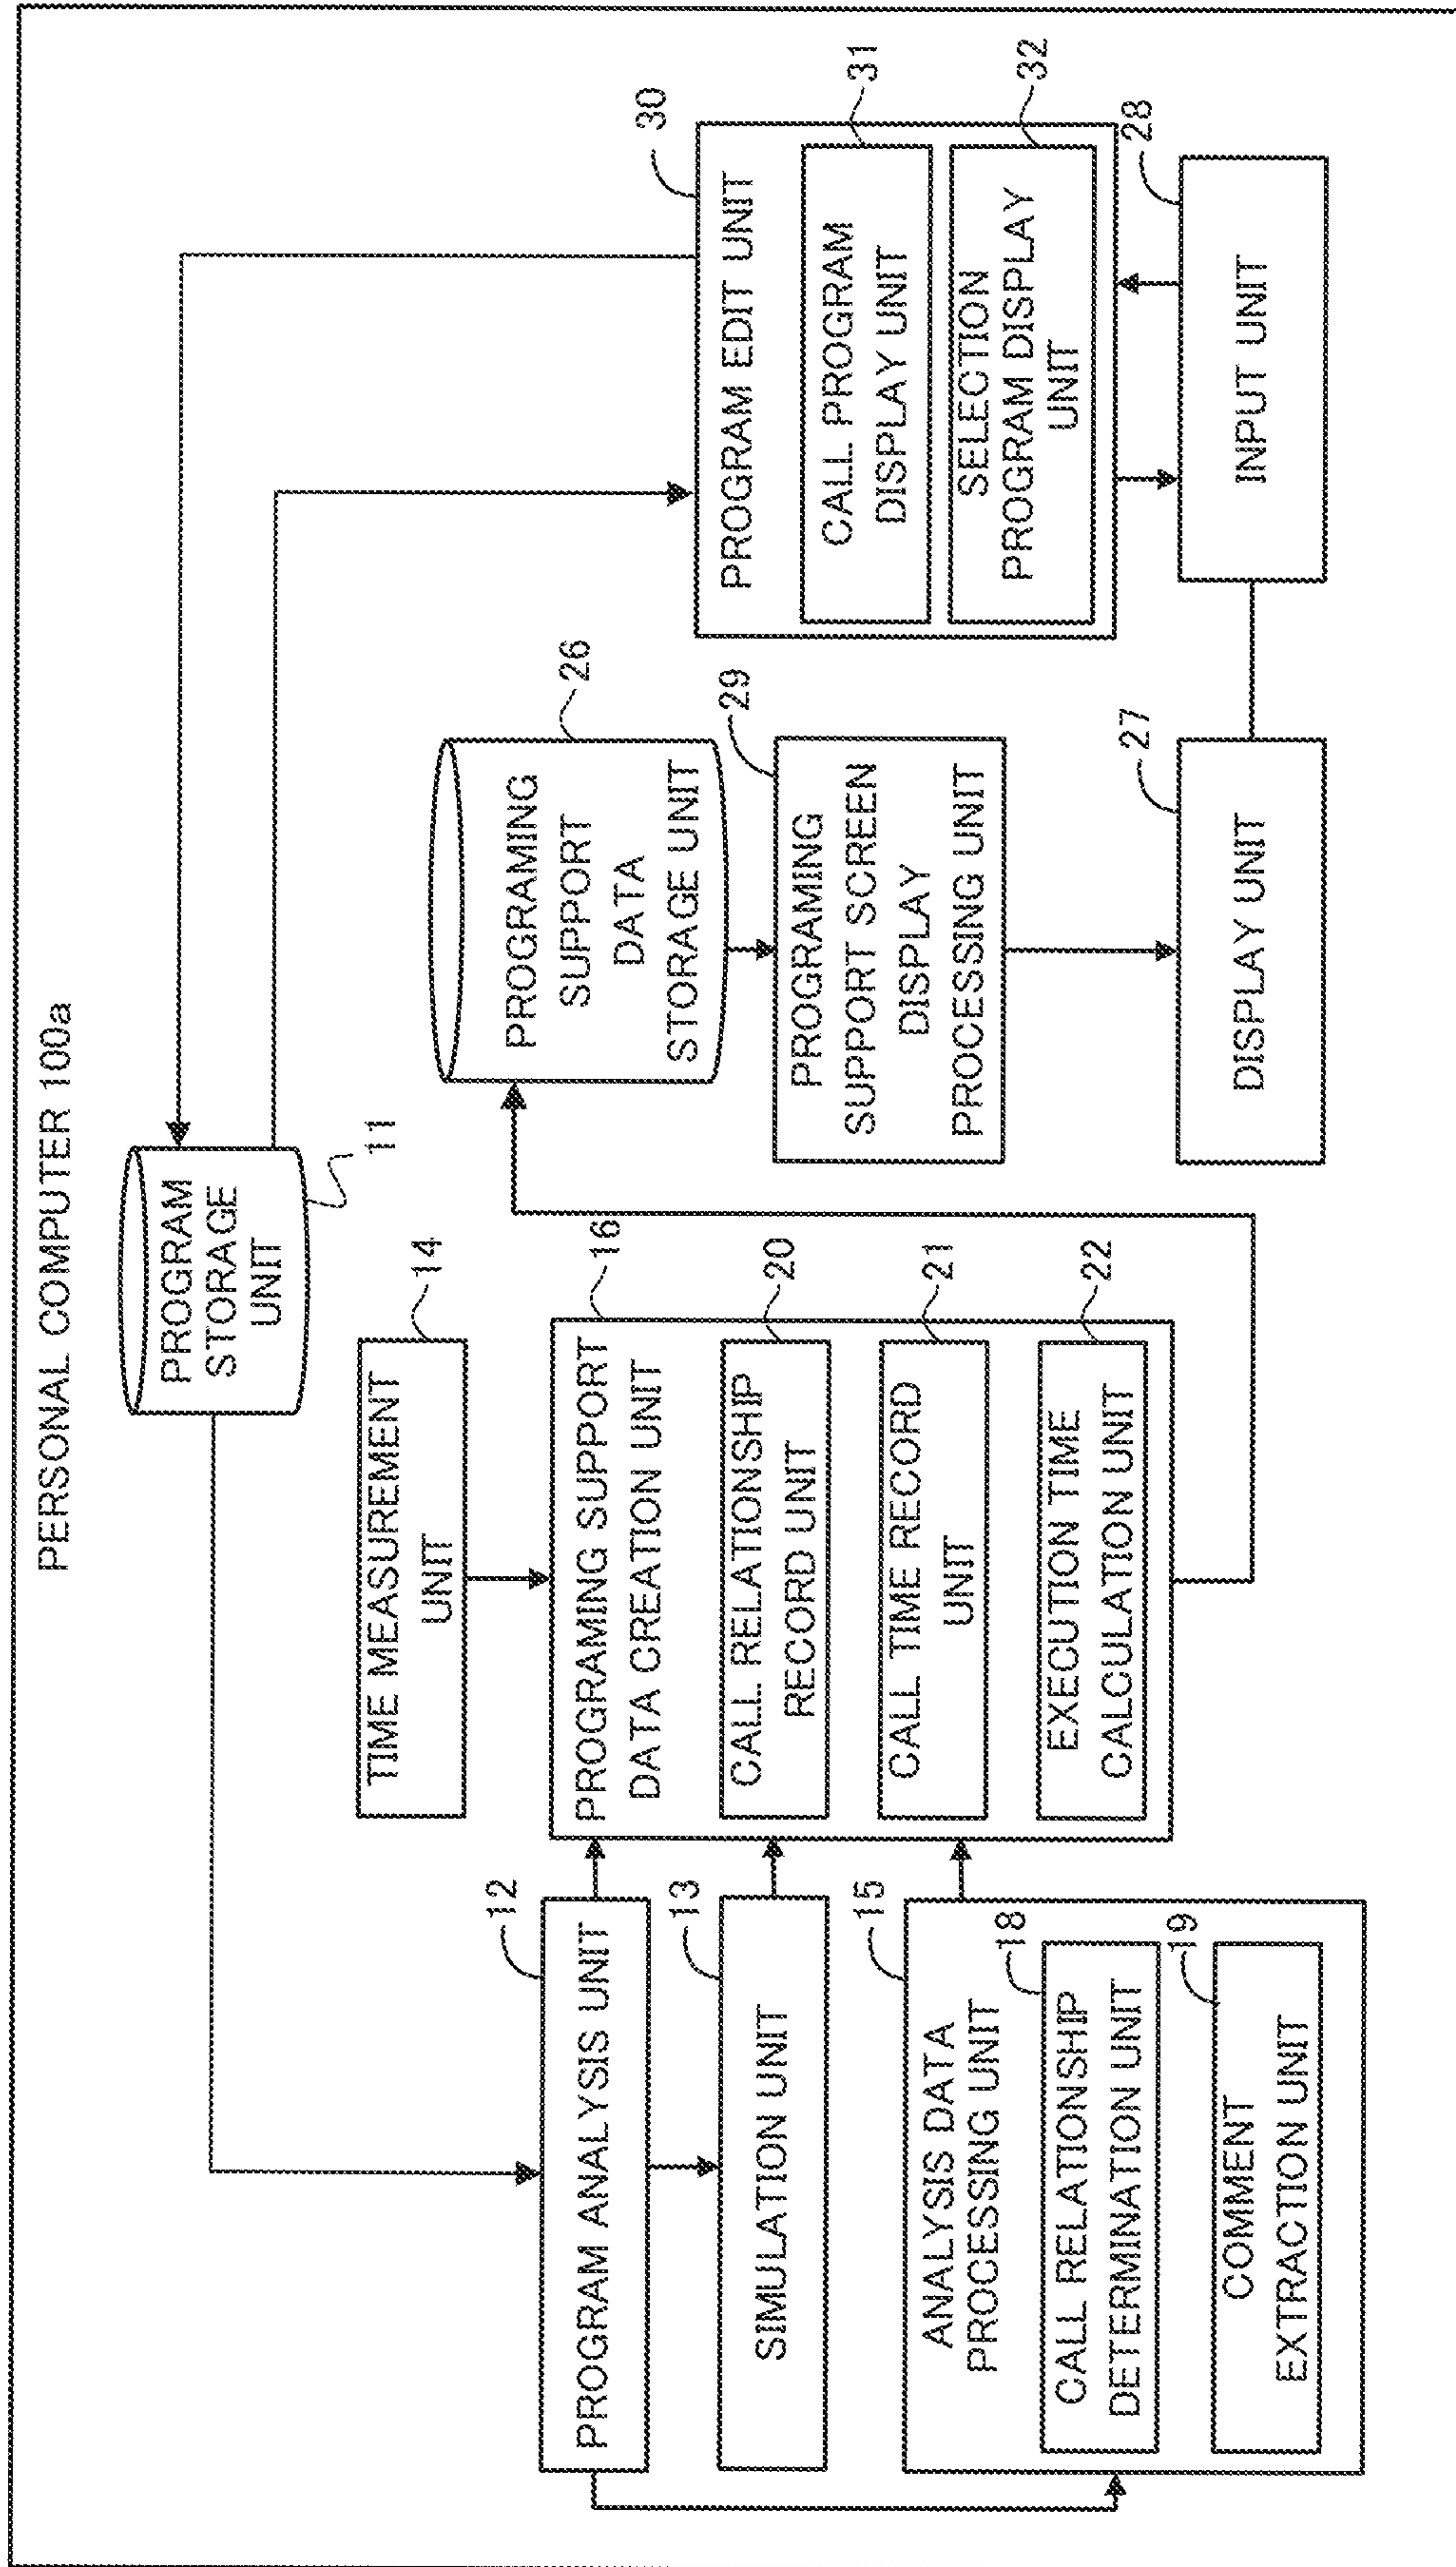 PERSONAL COMPUTER 100a
PROGRAM
STORAGE
UNIT
11
TIME MEASUREMENT
UNIT
14
12
PROGRAM ANALYSIS UNIT
13
SIMULATION UNIT
15
ANALYSIS DATA
PROCESSING UNIT
18
CALL RELATIONSHIP
DETERMINATION UNIT
19
COMMENT
EXTRACTION UNIT
16
PROGRAMING SUPPORT
DATA CREATION UNIT
20
CALL RELATIONSHIP
RECORD UNIT
21
CALL TIME RECORD
UNIT
22
EXECUTION TIME
CALCULATION UNIT
26
PROGRAMING
SUPPORT
DATA
STORAGE UNIT
29
PROGRAMING
SUPPORT SCREEN
DISPLAY
PROCESSING UNIT
27
DISPLAY UNIT
30
PROGRAM EDIT UNIT
31
CALL PROGRAM
DISPLAY UNIT
32
SELECTION
PROGRAM DISPLAY
UNIT
28
INPUT UNIT